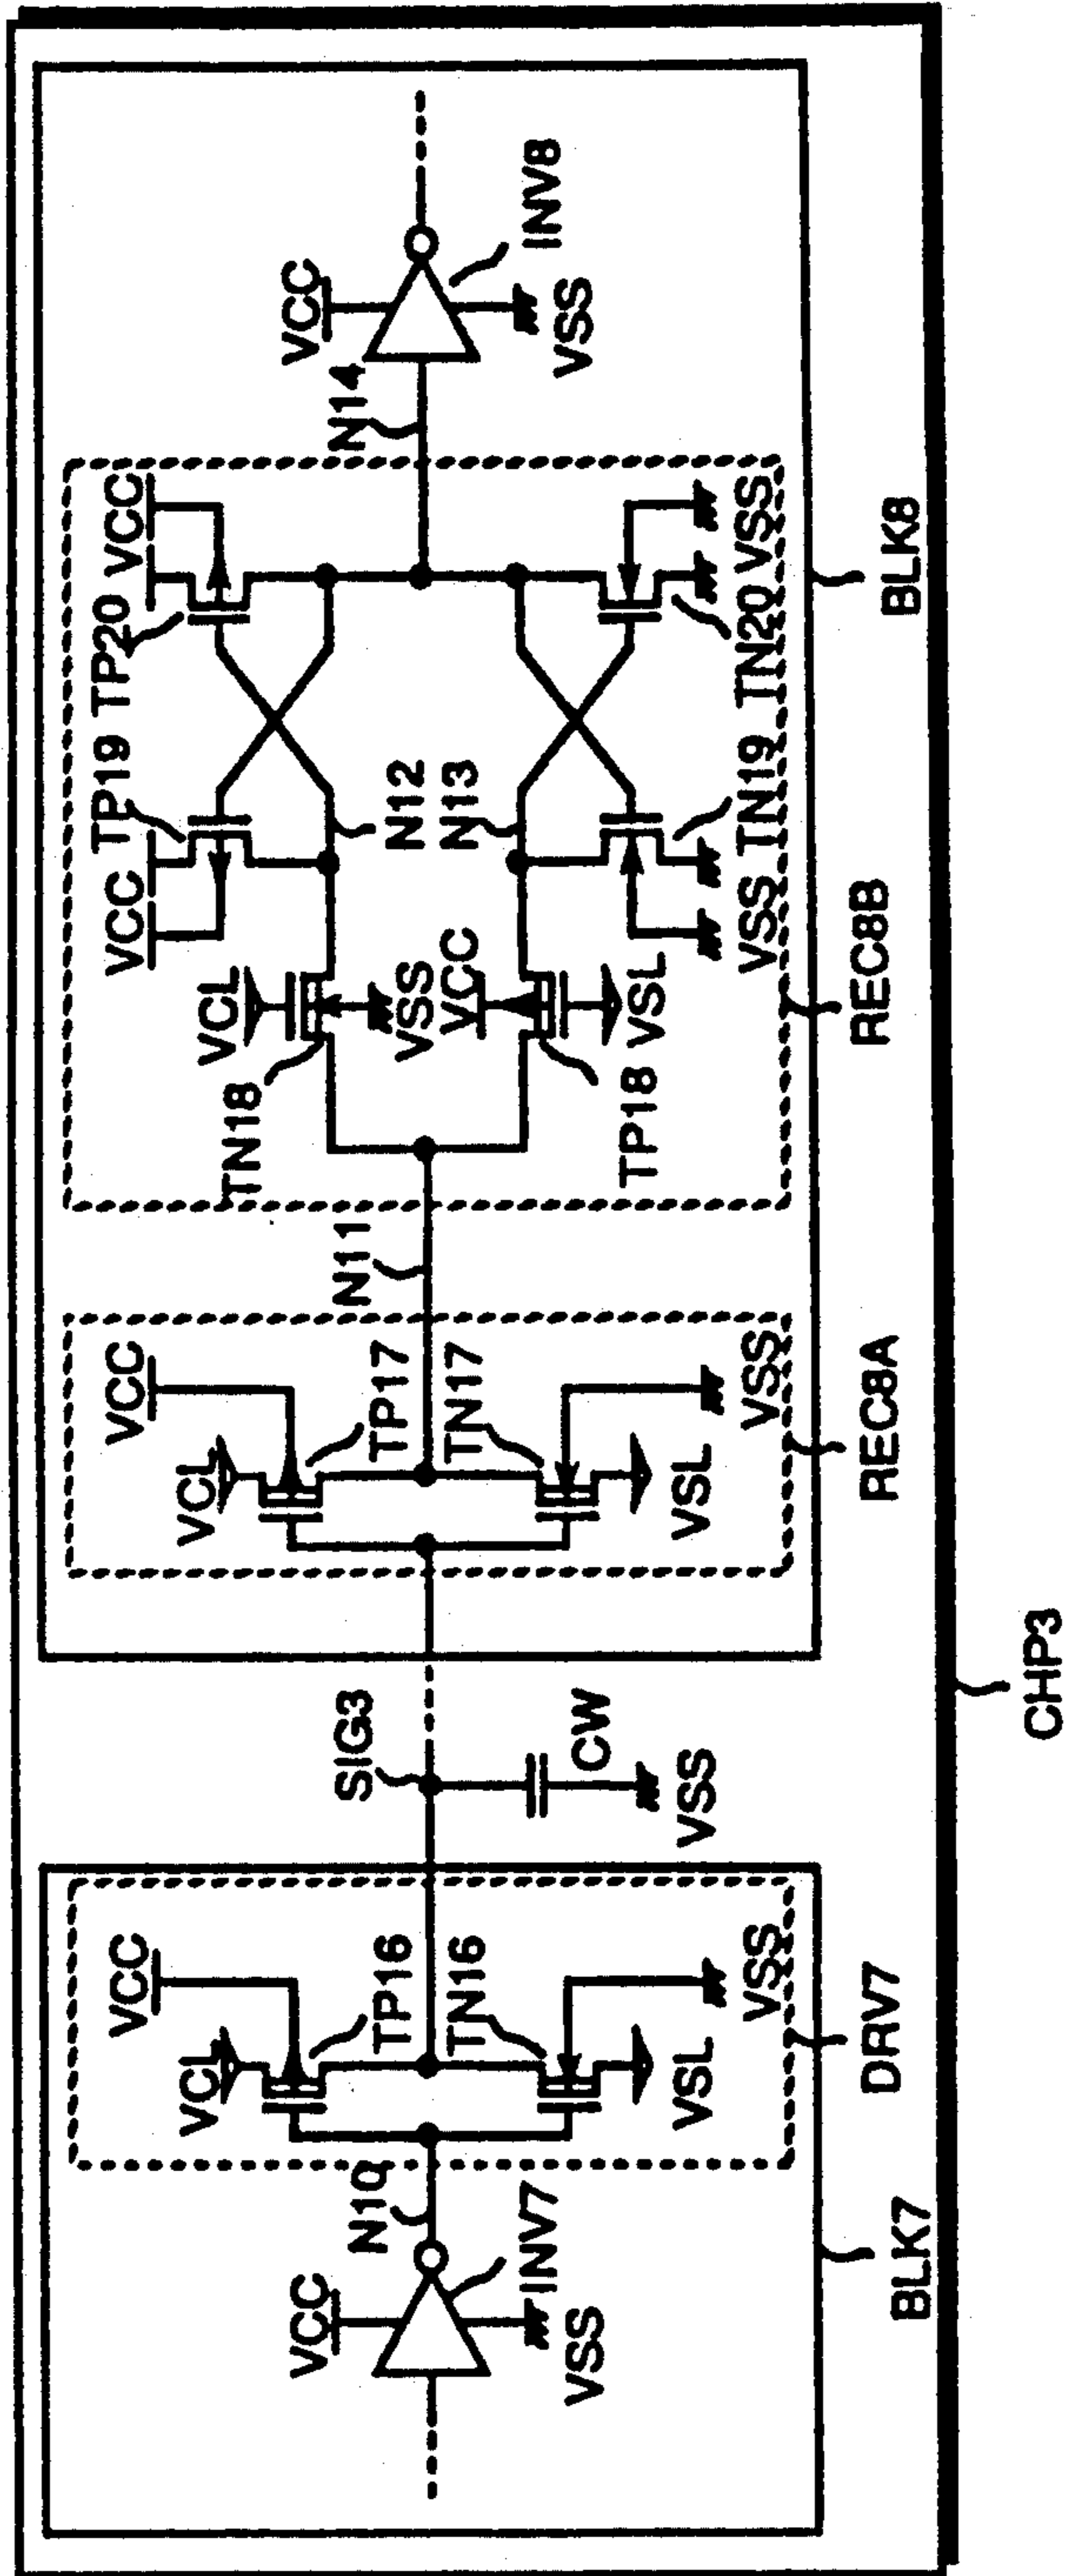 VCC
N10
INV7
VSS
VCC
VCL
TP16
TN16
VSL
VSS
DRV7
BLK7
SIG3
CW
VSS
VCC
VCL
TP17
TN17
VSL
VSS
REC8A
N11
TN18
VCL
VSS
VCC
TP18
VSL
VCC
TP19
TP20
VCC
N12
N13
VSS
TN19
TN20
VSS
REC8B
N14
VCC
INV8
VSS
BLK8
CHP3